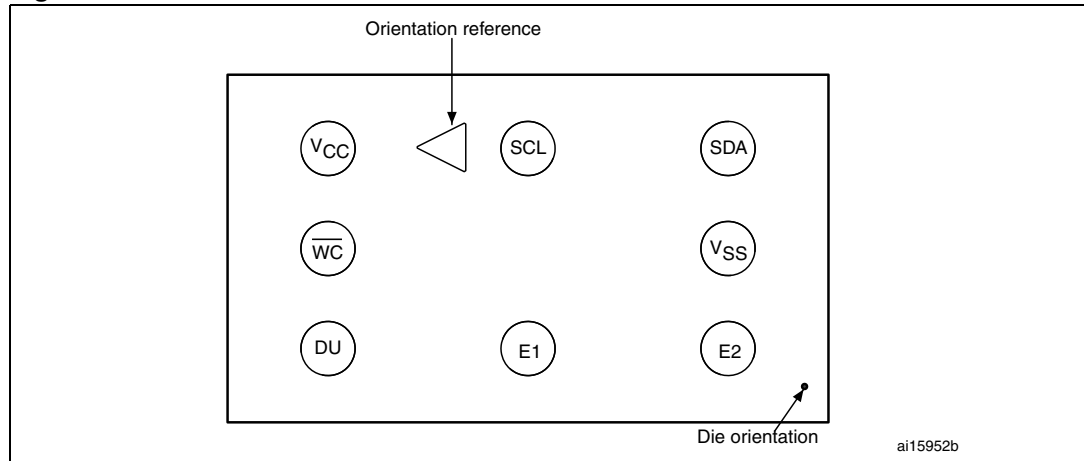 Orientation reference
VCC
SCL
SDA
WC
VSS
DU
E1
E2
Die orientation
ai15952b